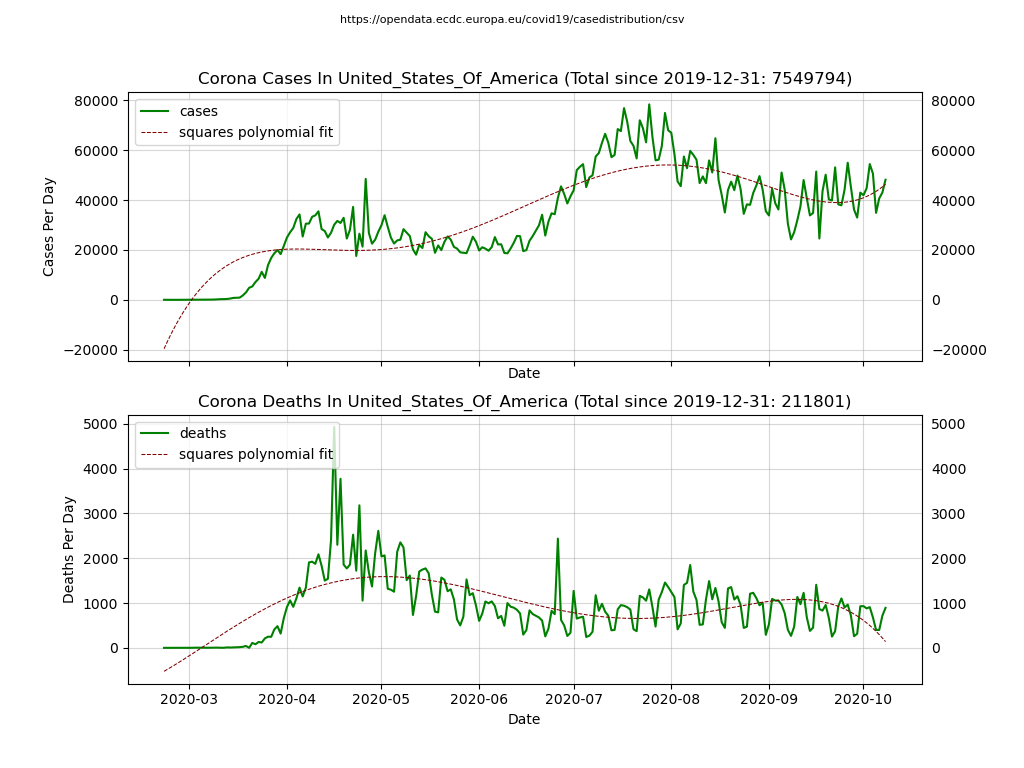 https://opendata.ecdc.europa.eu/covid19/casedistribution/csv
Corona Cases In United_States_Of_America (Total since 2019-12-31: 7549794)
cases
squares polynomial fit
80000
60000
40000
20000
0
−20000
Cases Per Day
80000
60000
40000
20000
0
−20000
Date
Corona Deaths In United_States_Of_America (Total since 2019-12-31: 211801)
deaths
squares polynomial fit
5000
4000
3000
2000
1000
0
Deaths Per Day
5000
4000
3000
2000
1000
0
2020-03 2020-04 2020-05 2020-06 2020-07 2020-08 2020-09 2020-10
Date